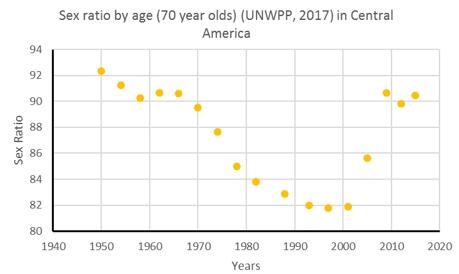 Sex ratio by age (70 year olds) (UNWPP, 2017) in Central
America
94
92
90
88
86
84
82
80
1940 1950 1960 1970 1980 1990 2000 2010 2020
Sex Ratio
Years